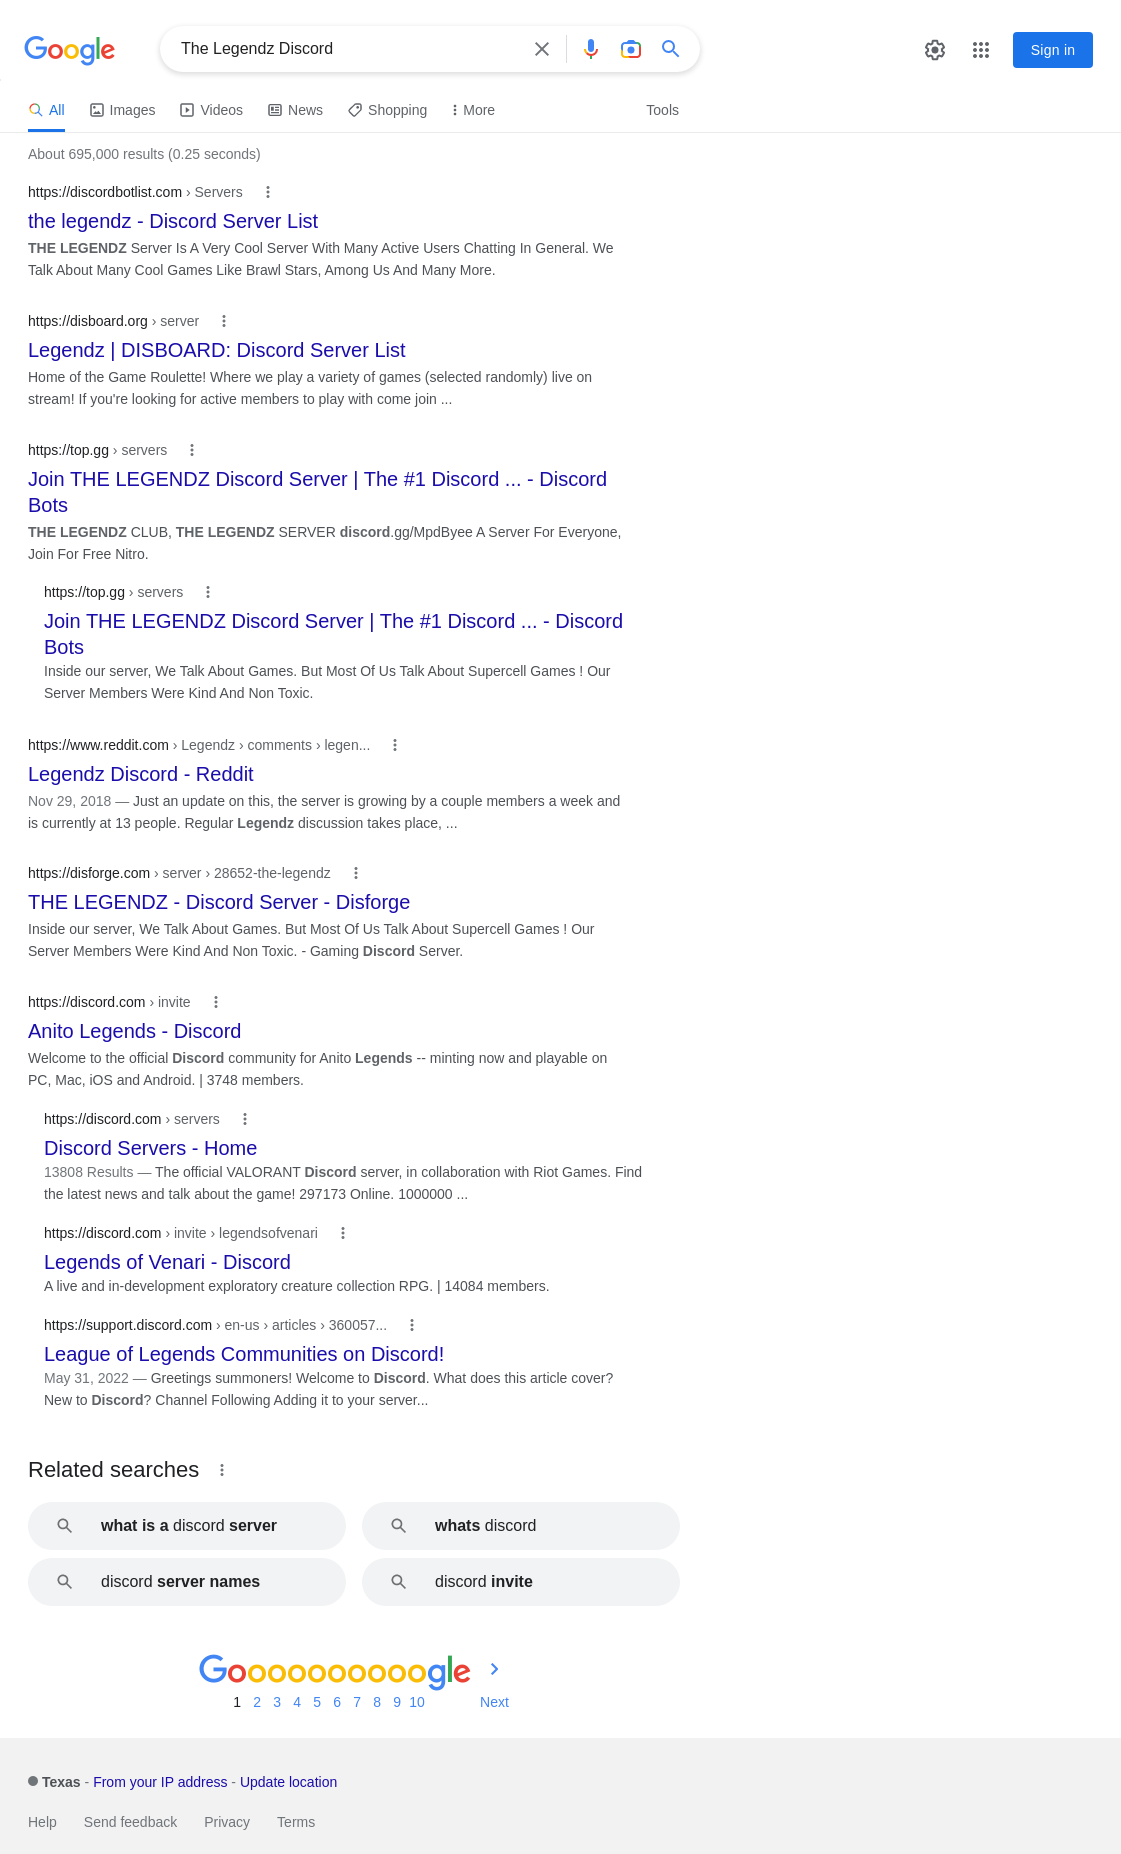 Google
The Legendz Discord
Sign in
All Images Videos News Shopping More Tools
About 695,000 results (0.25 seconds)
https://discordbotlist.com › Servers
the legendz - Discord Server List
THE LEGENDZ Server Is A Very Cool Server With Many Active Users Chatting In General. We
Talk About Many Cool Games Like Brawl Stars, Among Us And Many More.
https://disboard.org › server
Legendz | DISBOARD: Discord Server List
Home of the Game Roulette! Where we play a variety of games (selected randomly) live on
stream! If you're looking for active members to play with come join ...
https://top.gg › servers
Join THE LEGENDZ Discord Server | The #1 Discord ... - Discord
Bots
THE LEGENDZ CLUB, THE LEGENDZ SERVER discord.gg/MpdByee A Server For Everyone,
Join For Free Nitro.
https://top.gg › servers
Join THE LEGENDZ Discord Server | The #1 Discord ... - Discord
Bots
Inside our server, We Talk About Games. But Most Of Us Talk About Supercell Games ! Our
Server Members Were Kind And Non Toxic.
https://www.reddit.com › Legendz › comments › legen...
Legendz Discord - Reddit
Nov 29, 2018 — Just an update on this, the server is growing by a couple members a week and
is currently at 13 people. Regular Legendz discussion takes place, ...
https://disforge.com › server › 28652-the-legendz
THE LEGENDZ - Discord Server - Disforge
Inside our server, We Talk About Games. But Most Of Us Talk About Supercell Games ! Our
Server Members Were Kind And Non Toxic. - Gaming Discord Server.
https://discord.com › invite
Anito Legends - Discord
Welcome to the official Discord community for Anito Legends -- minting now and playable on
PC, Mac, iOS and Android. | 3748 members.
https://discord.com › servers
Discord Servers - Home
13808 Results — The official VALORANT Discord server, in collaboration with Riot Games. Find
the latest news and talk about the game! 297173 Online. 1000000 ...
https://discord.com › invite › legendsofvenari
Legends of Venari - Discord
A live and in-development exploratory creature collection RPG. | 14084 members.
https://support.discord.com › en-us › articles › 360057...
League of Legends Communities on Discord!
May 31, 2022 — Greetings summoners! Welcome to Discord. What does this article cover?
New to Discord? Channel Following Adding it to your server...
Related searches
what is a discord server
whats discord
discord server names
discord invite
Goooooooooogle
1 2 3 4 5 6 7 8 9 10 Next
Texas - From your IP address - Update location
Help Send feedback Privacy Terms